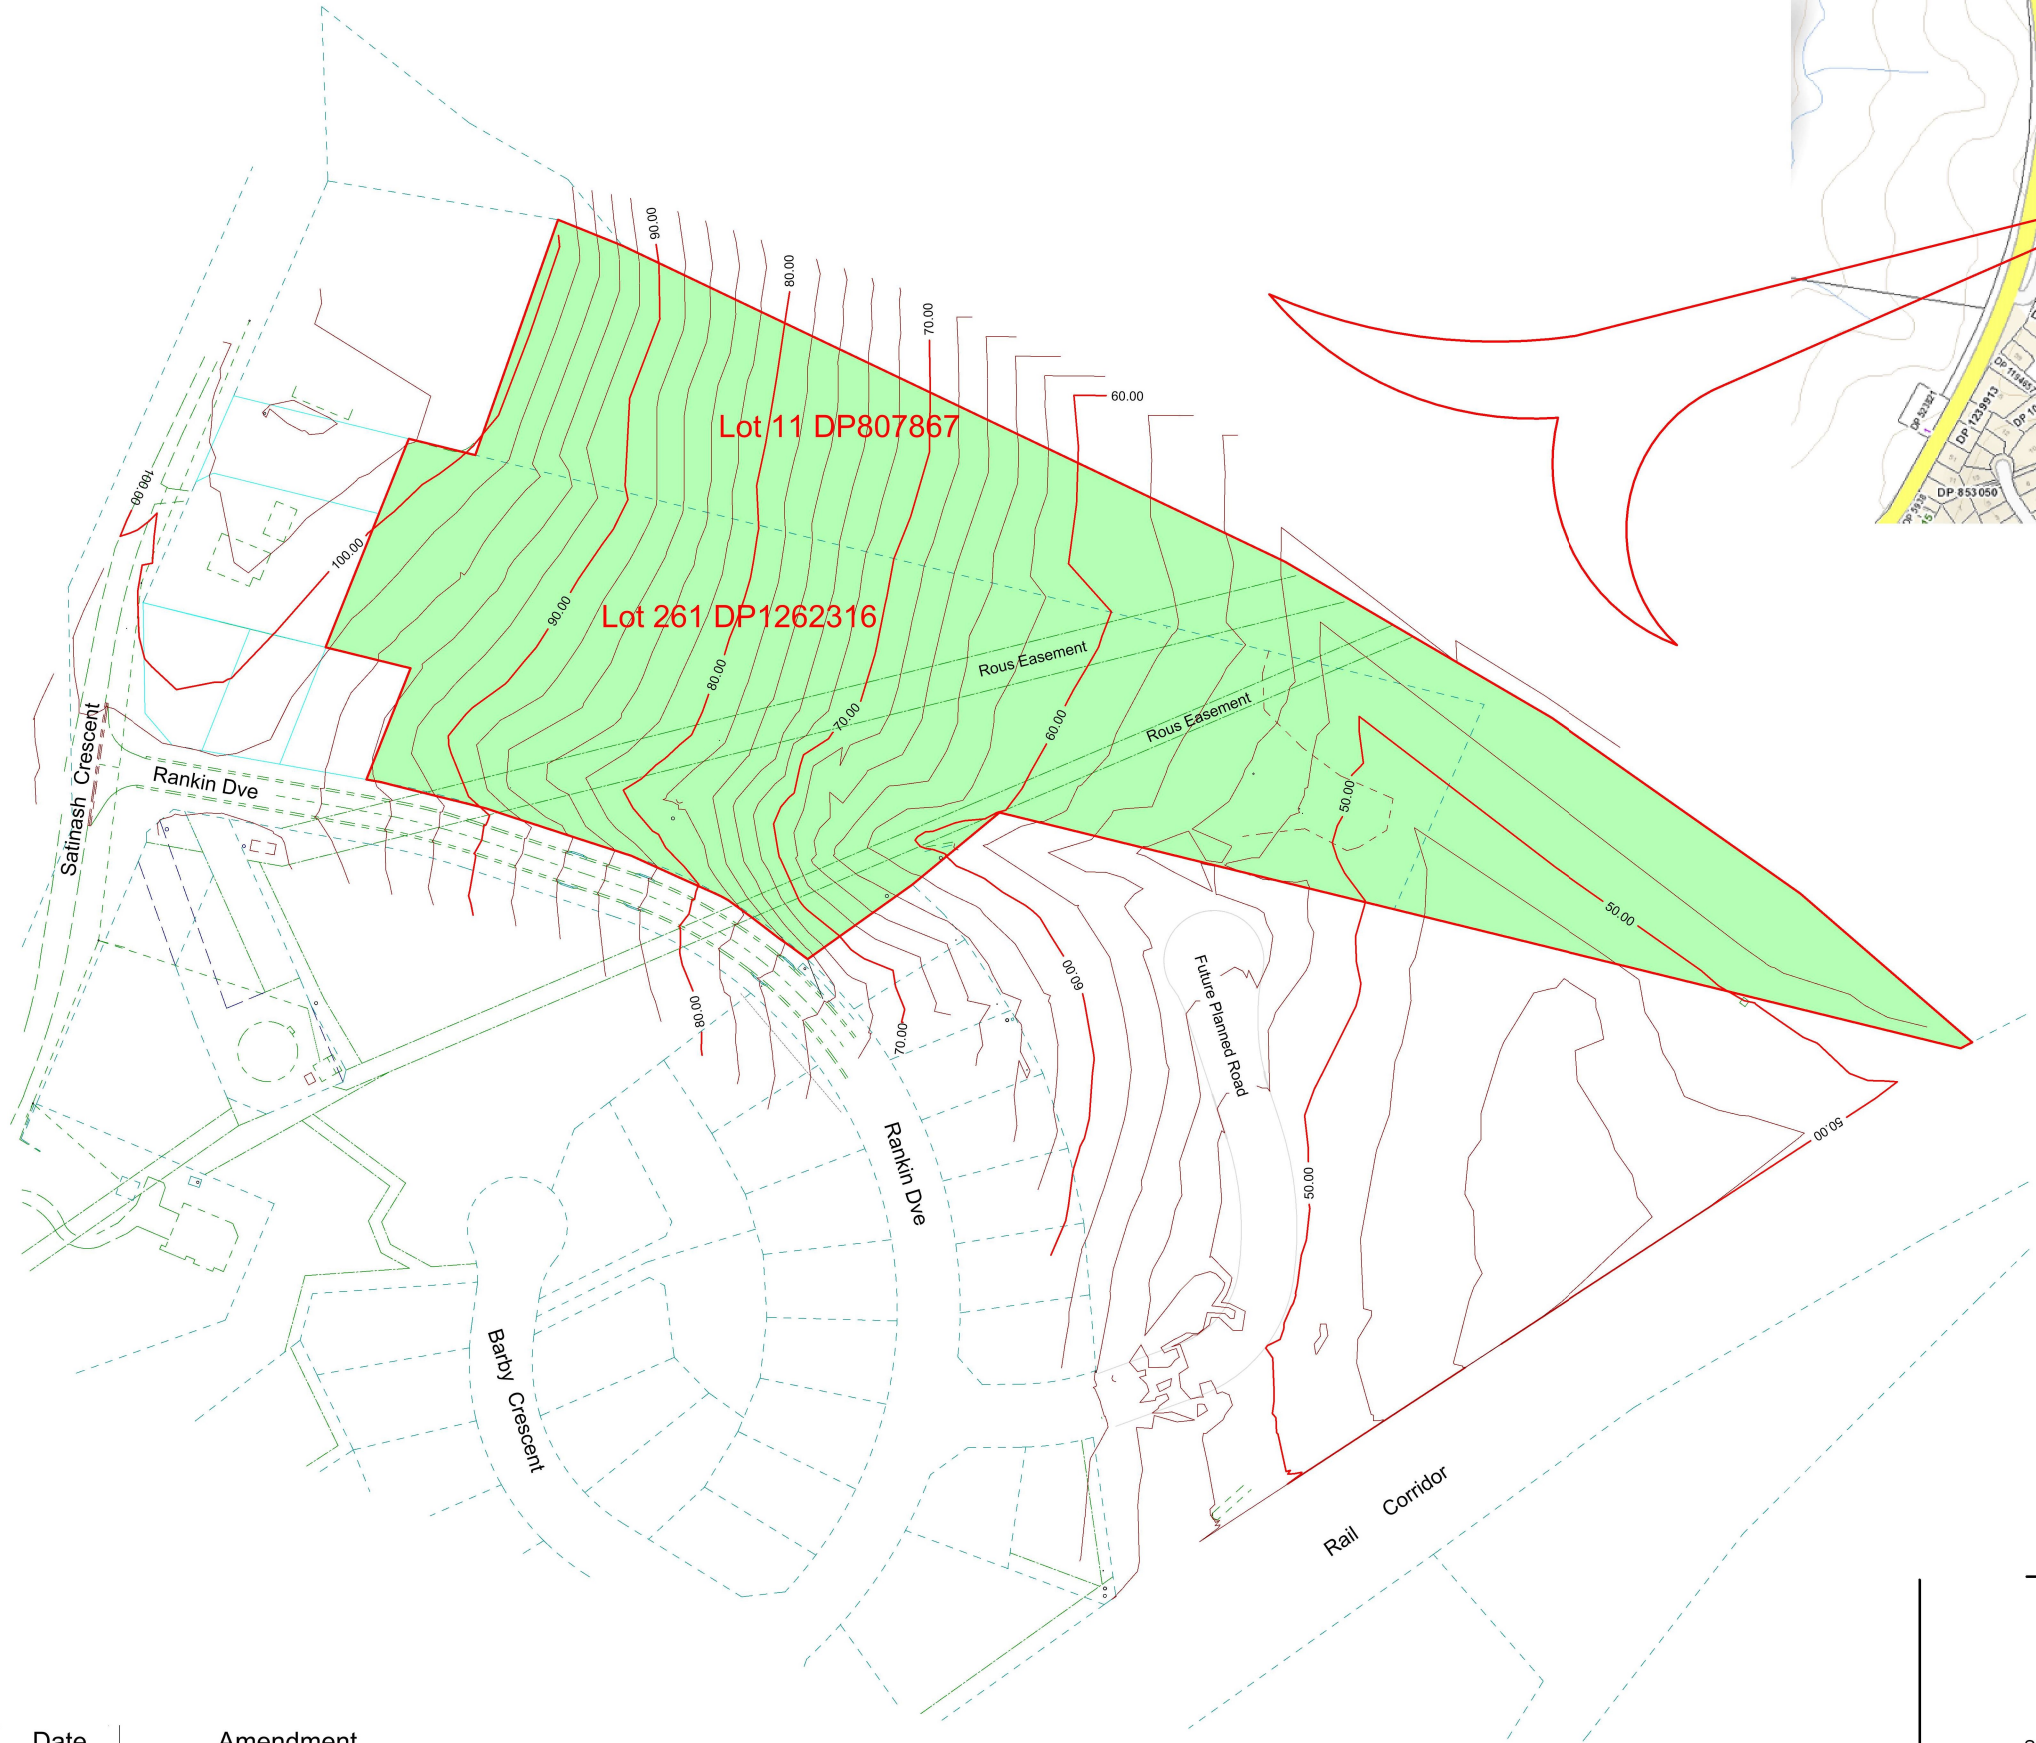 90.00
80.00
70.00
60.00
Lot 11 DP807867
100.00
100.00
90.00
Lot 261 DP1262316
80.00
70.00
60.00
Rous Easement
Rous Easement
50.00
50.00
Satinash Crescent
Rankin Dve
80.00
70.00
60.00
Future Planned Road
50.00
50.00
Rankin Dve
Barby Crescent
Rail Corridor
DP 523821
1
DP 1239913
DP 853050
Date
Amendment